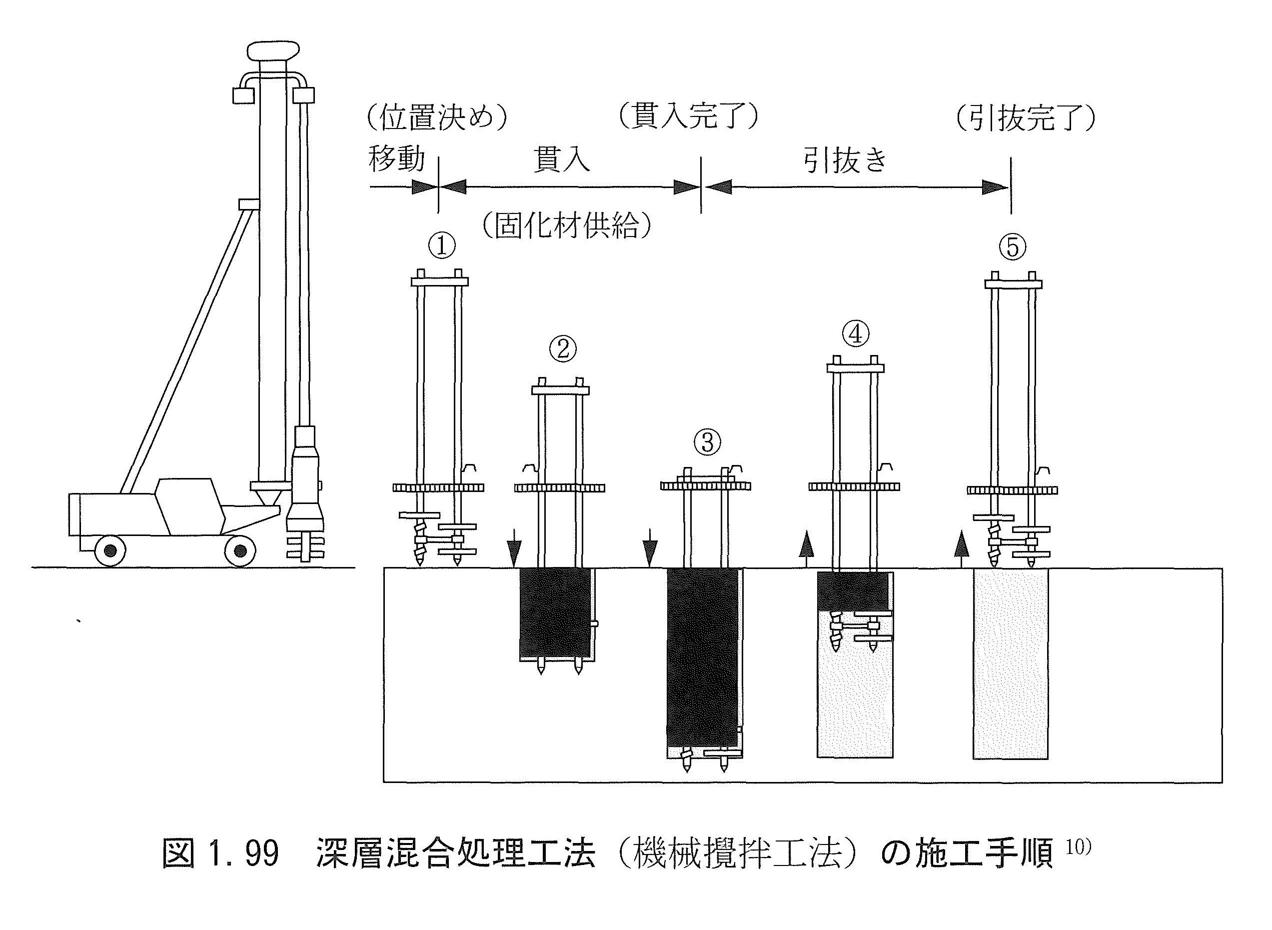 (位置決め)
(貫入完了)
(引抜完了)
移動
貫入
引抜き
(固化材供給)
①
②
③
④
⑤
図1.99 深層混合処理工法(機械攪拌工法)の施工手順10)